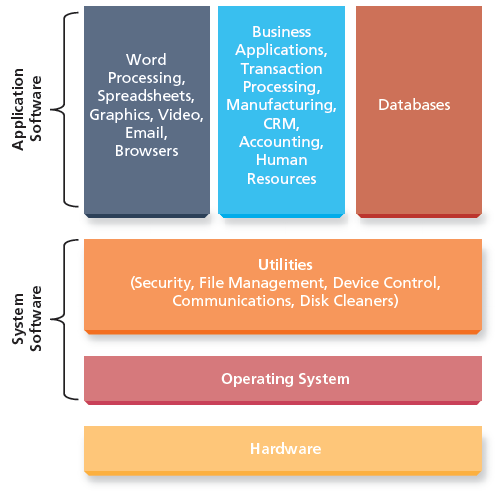 Application
Software
Word
Processing,
Spreadsheets,
Graphics, Video,
Email,
Browsers
Business
Applications,
Transaction
Processing,
Manufacturing,
CRM,
Accounting,
Human
Resources
Databases
System
Software
Utilities
(Security, File Management, Device Control,
Communications, Disk Cleaners)
Operating System
Hardware